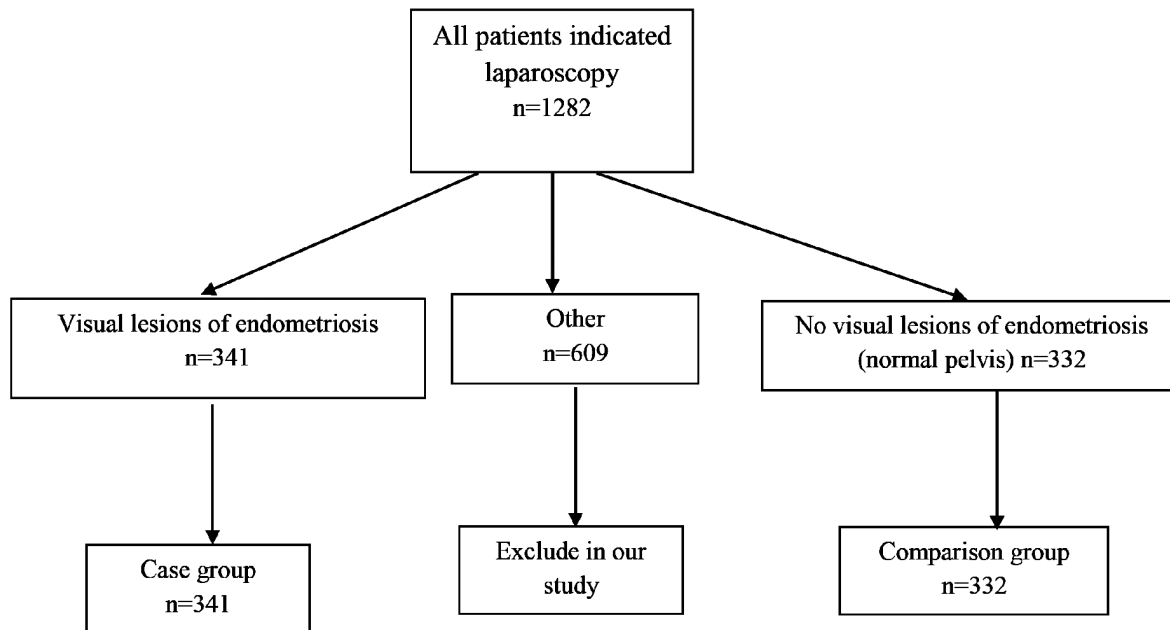 All patients indicated
laparoscopy
n=1282
Visual lesions of endometriosis
n=341
Other
n=609
No visual lesions of endometriosis
(normal pelvis) n=332
Case group
n=341
Exclude in our
study
Comparison group
n=332